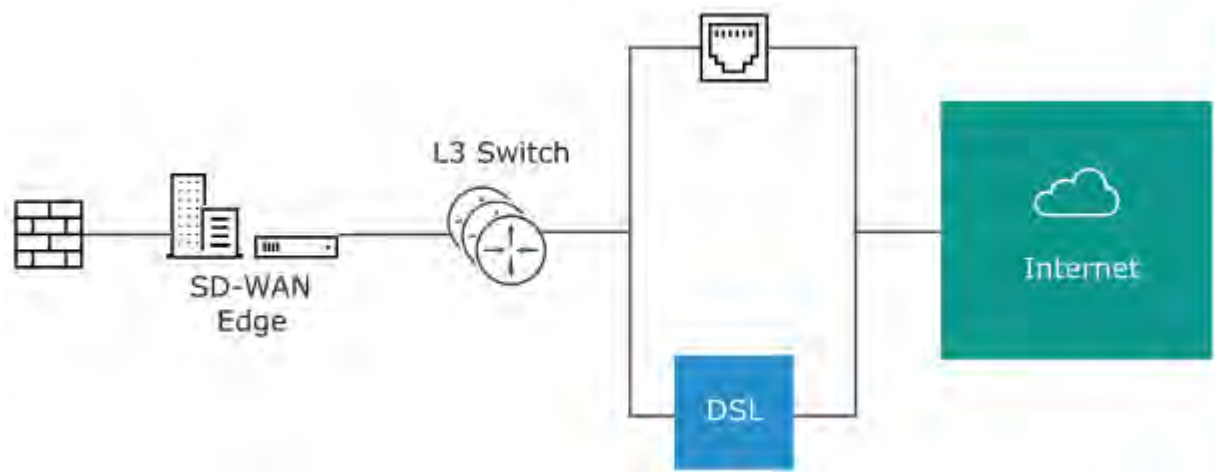 L3 Switch
SD-WAN
Edge
Internet
DSL